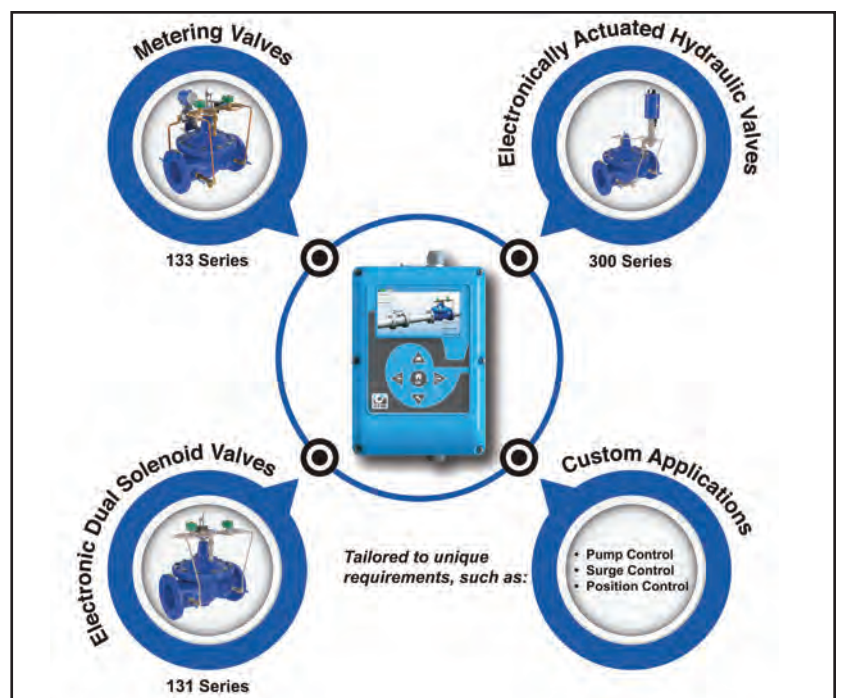 Metering Valves
133 Series
Electronically Actuated Hydraulic Valves
300 Series
Electronic Dual Solenoid Valves
131 Series
Custom Applications
Tailored to unique
requirements, such as:
• Pump Control
• Surge Control
• Position Control